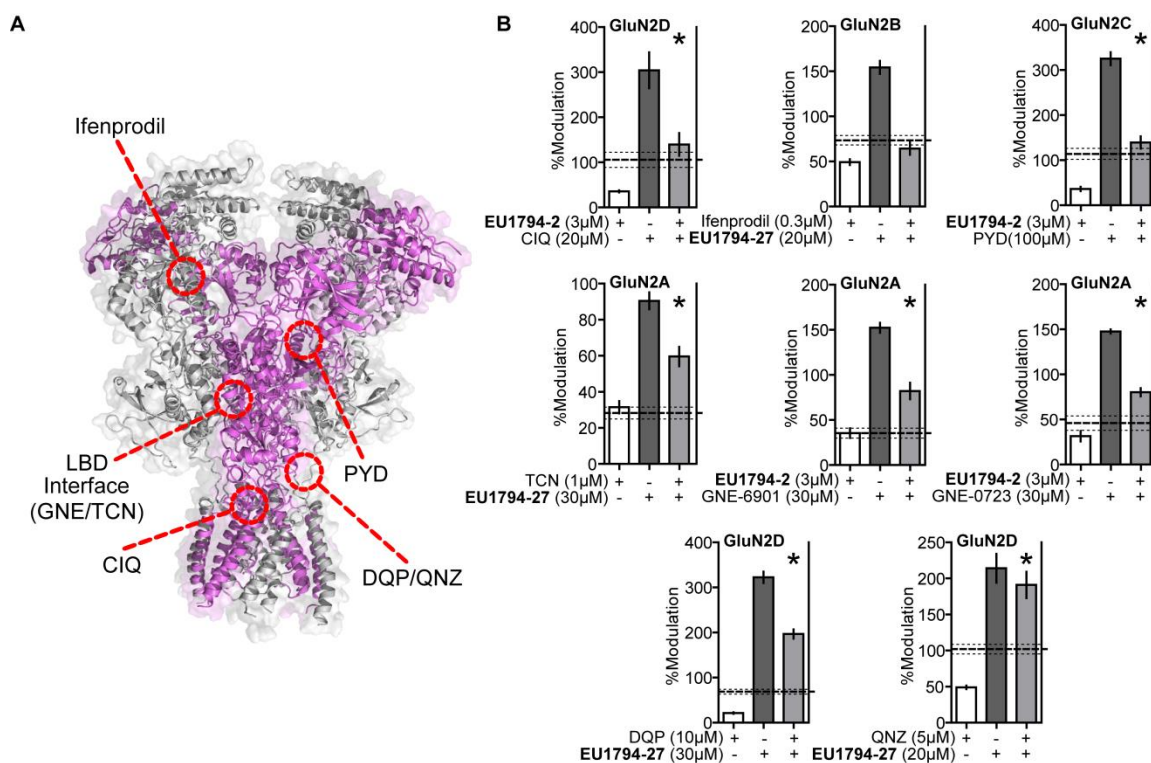 A
Ifenprodil
LBD
Interface
(GNE/TCN)
PYD
CIQ
DQP/QNZ
B
GluN2D
*
400
300
200
100
0
%Modulation
EU1794-2 (3µM) + - +
CIQ (20µM) - + +
GluN2B
200
150
100
50
0
%Modulation
Ifenprodil (0.3µM) + - +
EU1794-27 (20µM) - + +
GluN2C
*
400
300
200
100
0
%Modulation
EU1794-2 (3µM) + - +
PYD(100µM) - + +
GluN2A
*
100
80
60
40
20
0
%Modulation
TCN (1µM) + - +
EU1794-27 (30µM) - + +
GluN2A
*
200
150
100
50
0
%Modulation
EU1794-2 (3µM) + - +
GNE-6901 (30µM) - + +
GluN2A
*
200
150
100
50
0
%Modulation
EU1794-2 (3µM) + - +
GNE-0723 (30µM) - + +
GluN2D
*
400
300
200
100
0
%Modulation
DQP (10µM) + - +
EU1794-27 (30µM) - + +
GluN2D
*
250
200
150
100
50
0
%Modulation
QNZ (5µM) + - +
EU1794-27 (20µM) - + +